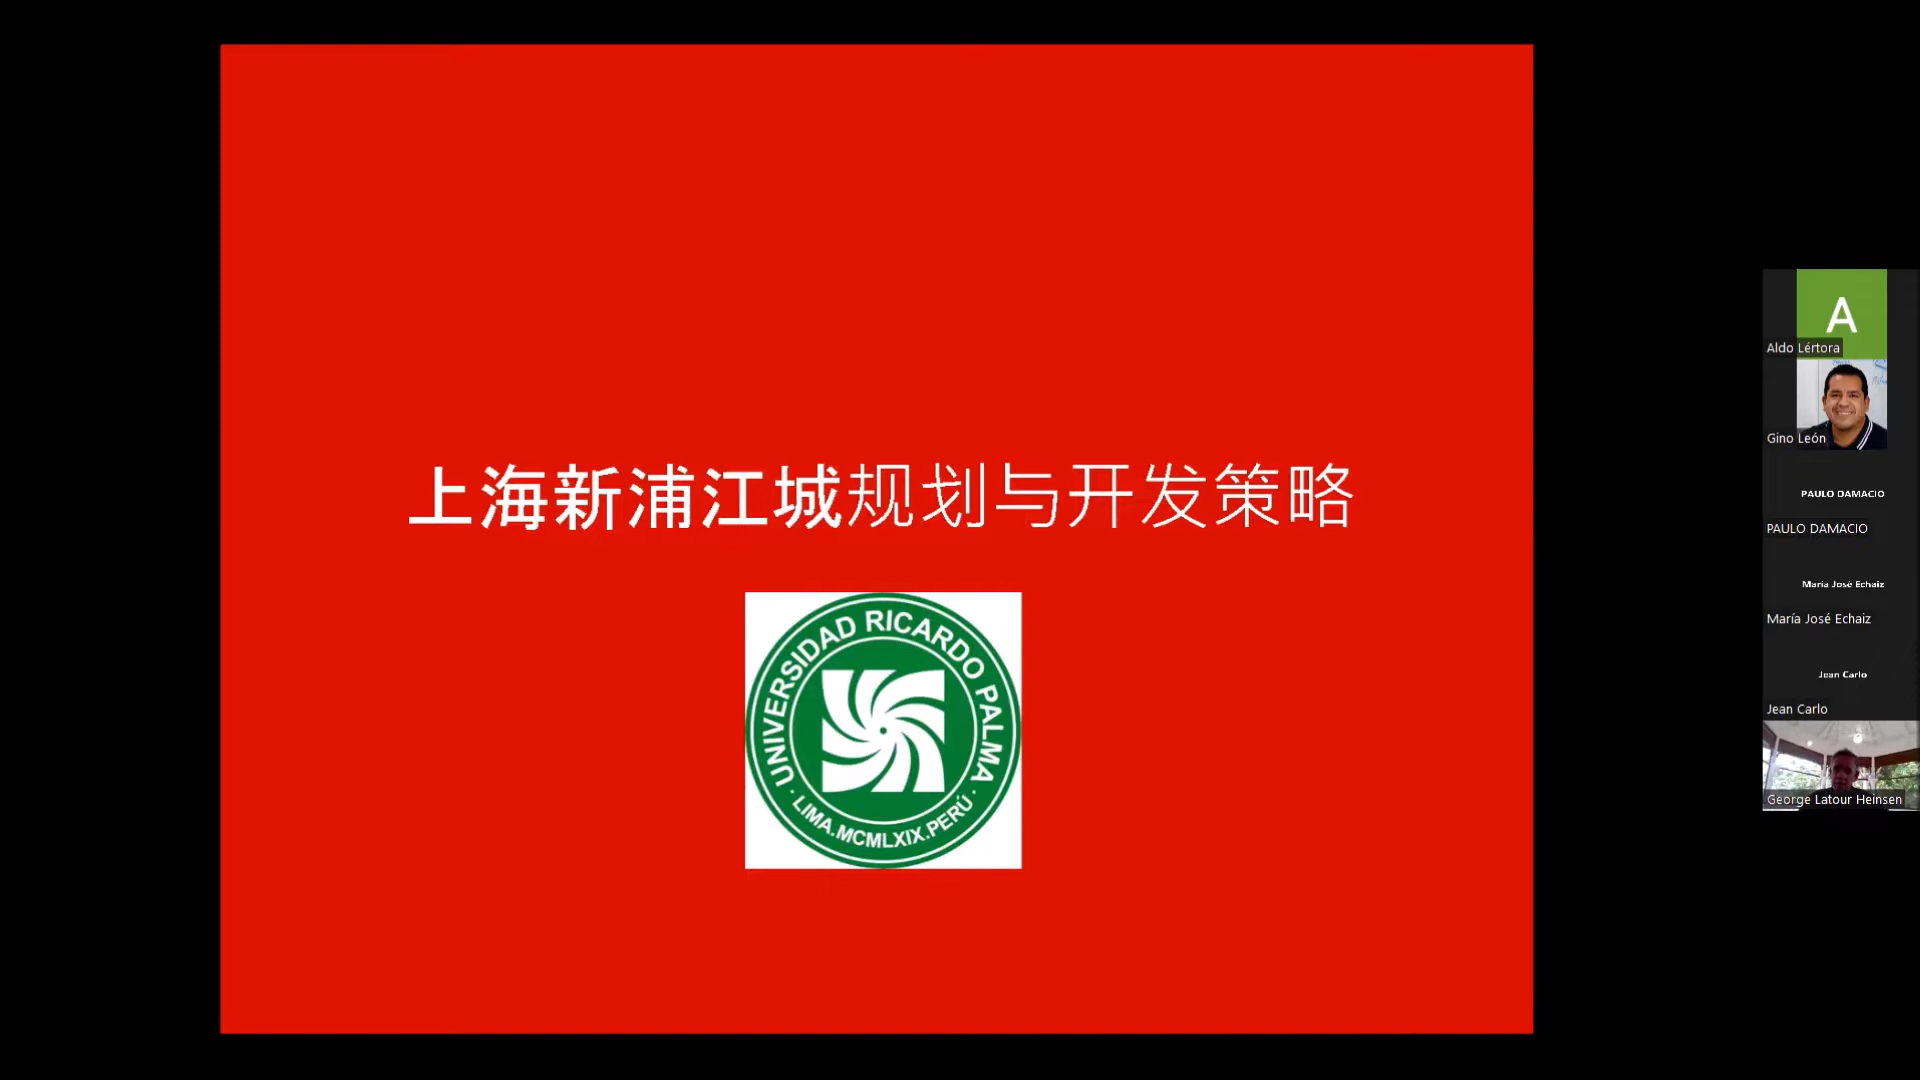 上海新浦江城规划与开发策略
UNIVERSIDAD RICARDO PALMA
· LIMA.MCMLXIX.PERÚ ·
A
Aldo Lértora
Gino León
PAULO DAMACIO
PAULO DAMACIO
María José Echaiz
María José Echaiz
Jean Carlo
Jean Carlo
George Latour Heinsen